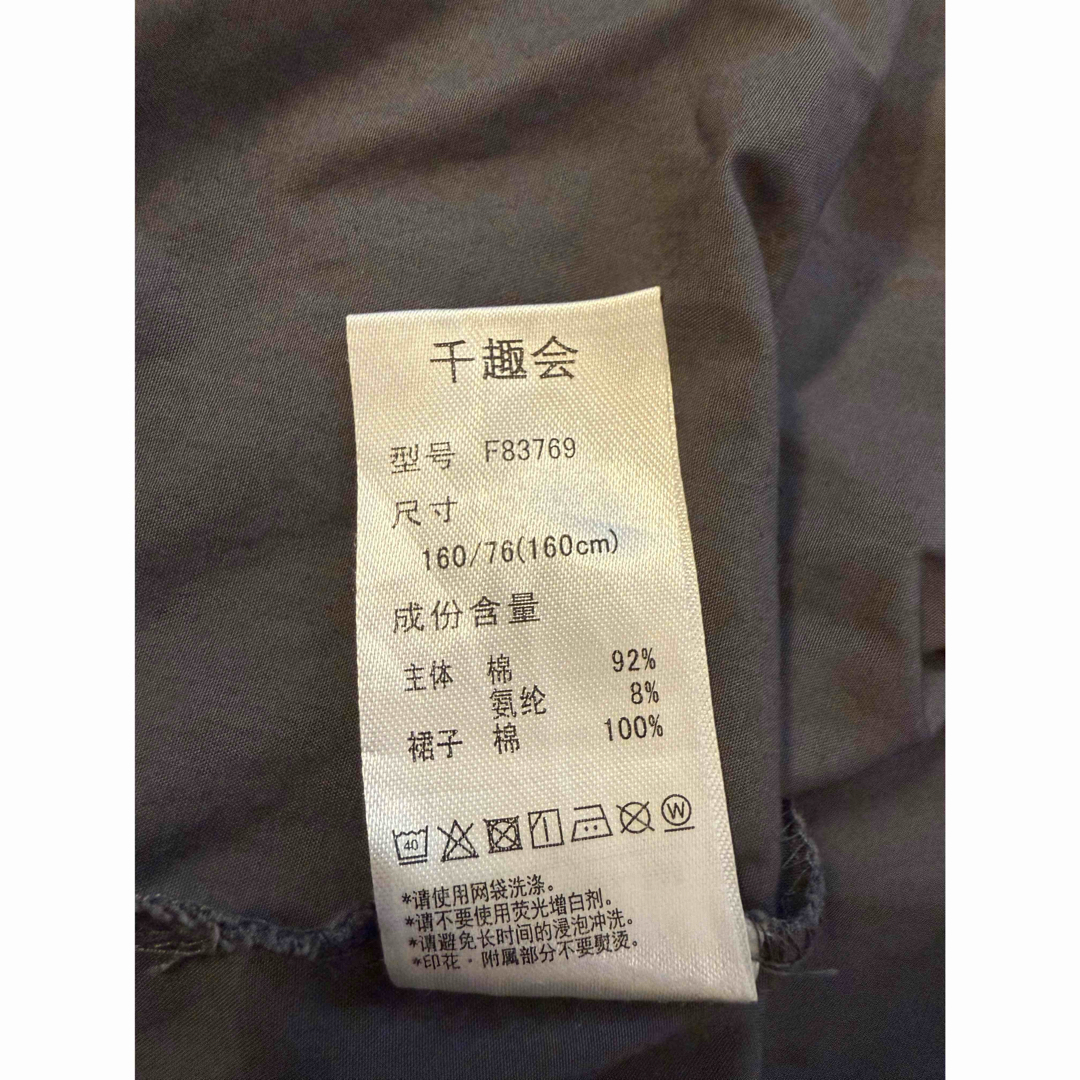 千趣会
型号 F83769
尺寸
160/76(160cm)
成份含量
主体 棉 92%
氨纶 8%
裙子 棉 100%
40 W
*请使用网袋洗涤。
*请不要使用荧光增白剂。
*请避免长时间的浸泡冲洗。
*印花·附属部分不要熨烫。